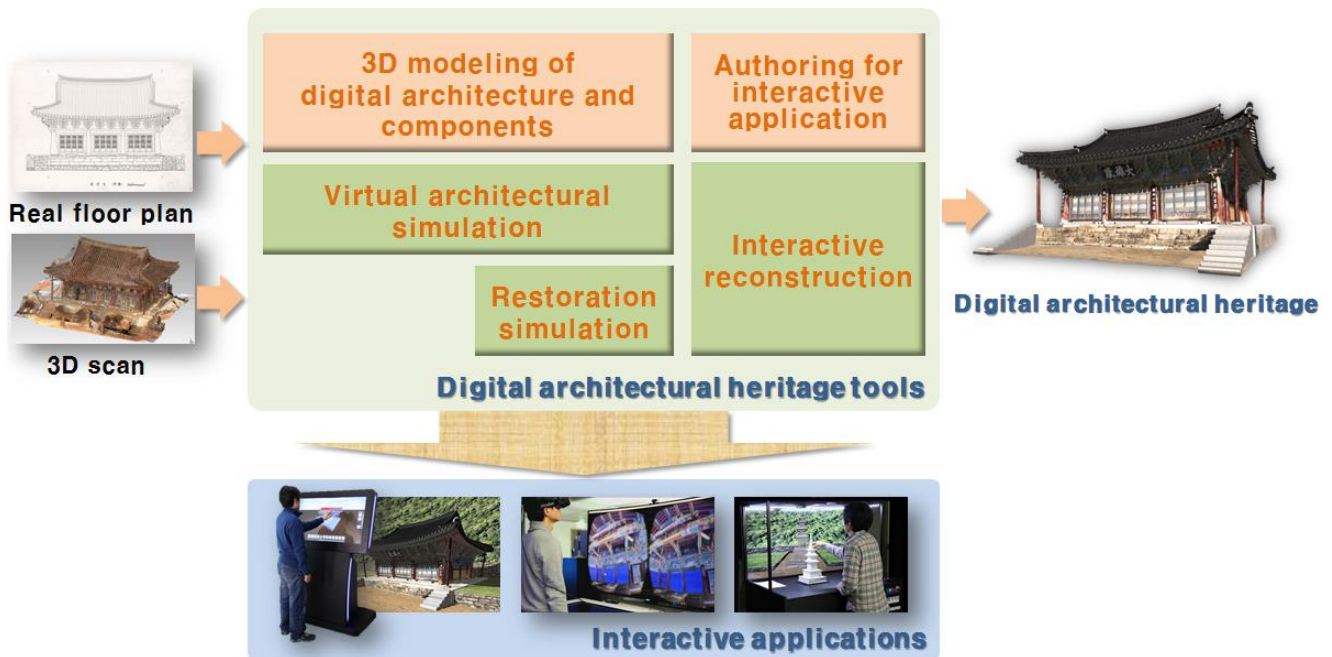 3D modeling of
digital architecture and
components
Authoring for
interactive
application
Real floor plan
Virtual architectural
simulation
Interactive
reconstruction
Restoration
simulation
3D scan
Digital architectural heritage
Digital architectural heritage tools
Interactive applications